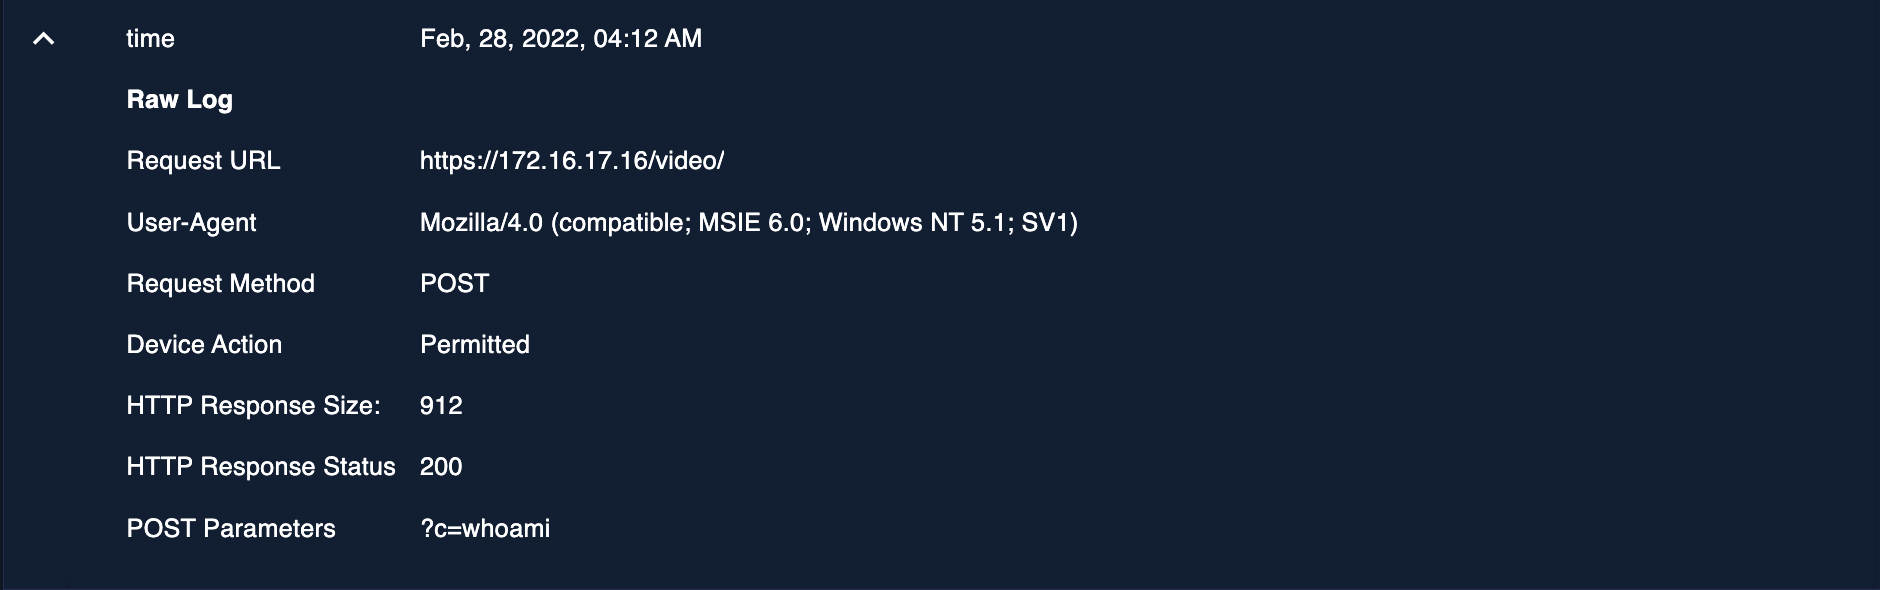 time Feb, 28, 2022, 04:12 AM
Raw Log
Request URL https://172.16.17.16/video/
User-Agent Mozilla/4.0 (compatible; MSIE 6.0; Windows NT 5.1; SV1)
Request Method POST
Device Action Permitted
HTTP Response Size: 912
HTTP Response Status 200
POST Parameters ?c=whoami